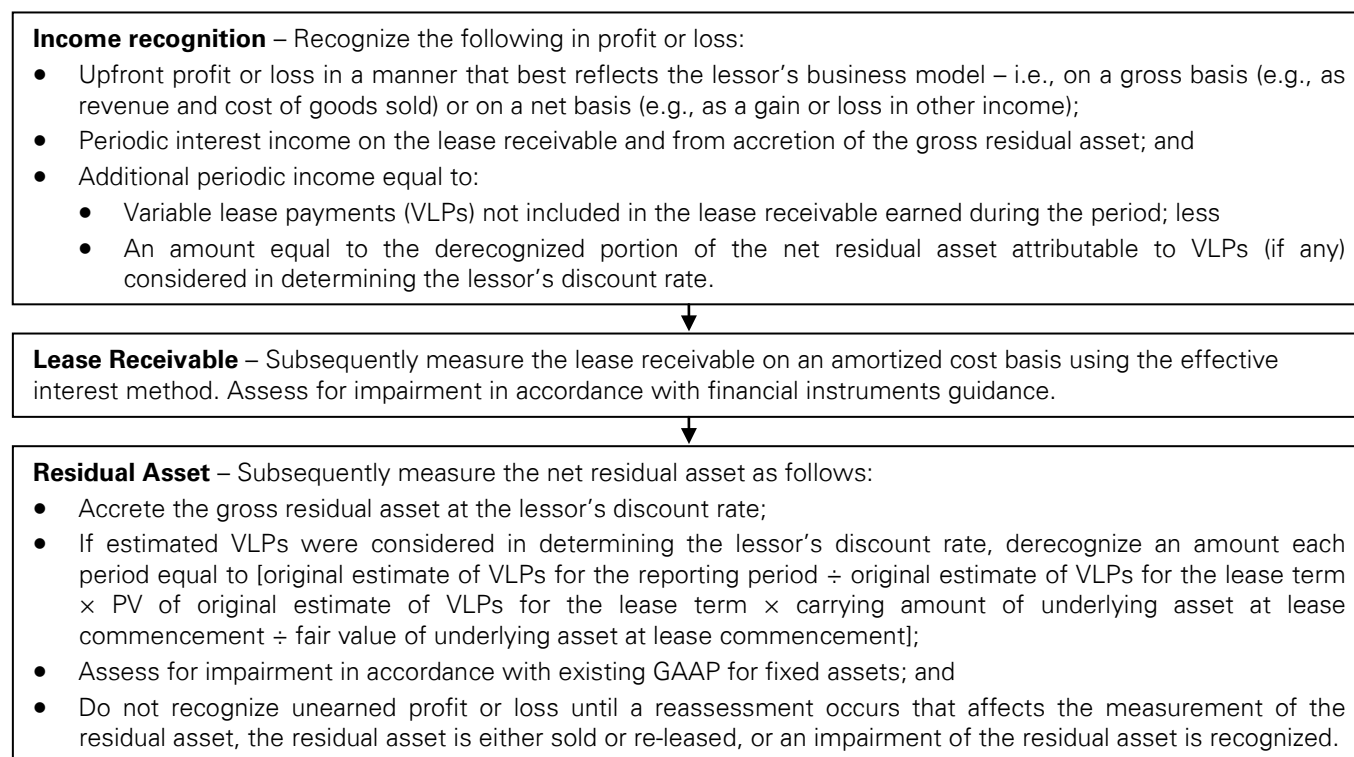 Income recognition – Recognize the following in profit or loss:
• Upfront profit or loss in a manner that best reflects the lessor’s business model – i.e., on a gross basis (e.g., as
revenue and cost of goods sold) or on a net basis (e.g., as a gain or loss in other income);
• Periodic interest income on the lease receivable and from accretion of the gross residual asset; and
• Additional periodic income equal to:
• Variable lease payments (VLPs) not included in the lease receivable earned during the period; less
• An amount equal to the derecognized portion of the net residual asset attributable to VLPs (if any)
considered in determining the lessor’s discount rate.
Lease Receivable – Subsequently measure the lease receivable on an amortized cost basis using the effective
interest method. Assess for impairment in accordance with financial instruments guidance.
Residual Asset – Subsequently measure the net residual asset as follows:
• Accrete the gross residual asset at the lessor’s discount rate;
• If estimated VLPs were considered in determining the lessor’s discount rate, derecognize an amount each
period equal to [original estimate of VLPs for the reporting period ÷ original estimate of VLPs for the lease term
× PV of original estimate of VLPs for the lease term × carrying amount of underlying asset at lease
commencement ÷ fair value of underlying asset at lease commencement];
• Assess for impairment in accordance with existing GAAP for fixed assets; and
• Do not recognize unearned profit or loss until a reassessment occurs that affects the measurement of the
residual asset, the residual asset is either sold or re-leased, or an impairment of the residual asset is recognized.